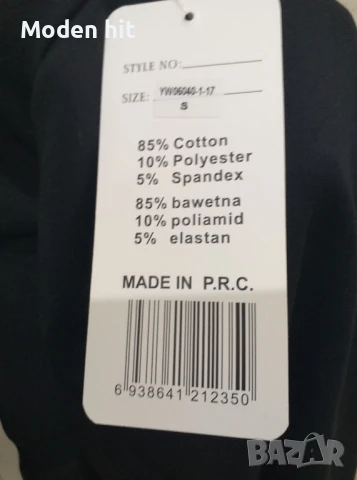 Moden hit
STYLE NO:
SIZE: YW06040-1-17
S
85% Cotton
10% Polyester
5% Spandex
85% bawetna
10% poliamid
5% elastan
MADE IN P.R.C.
6 938641 212350
BAZAR